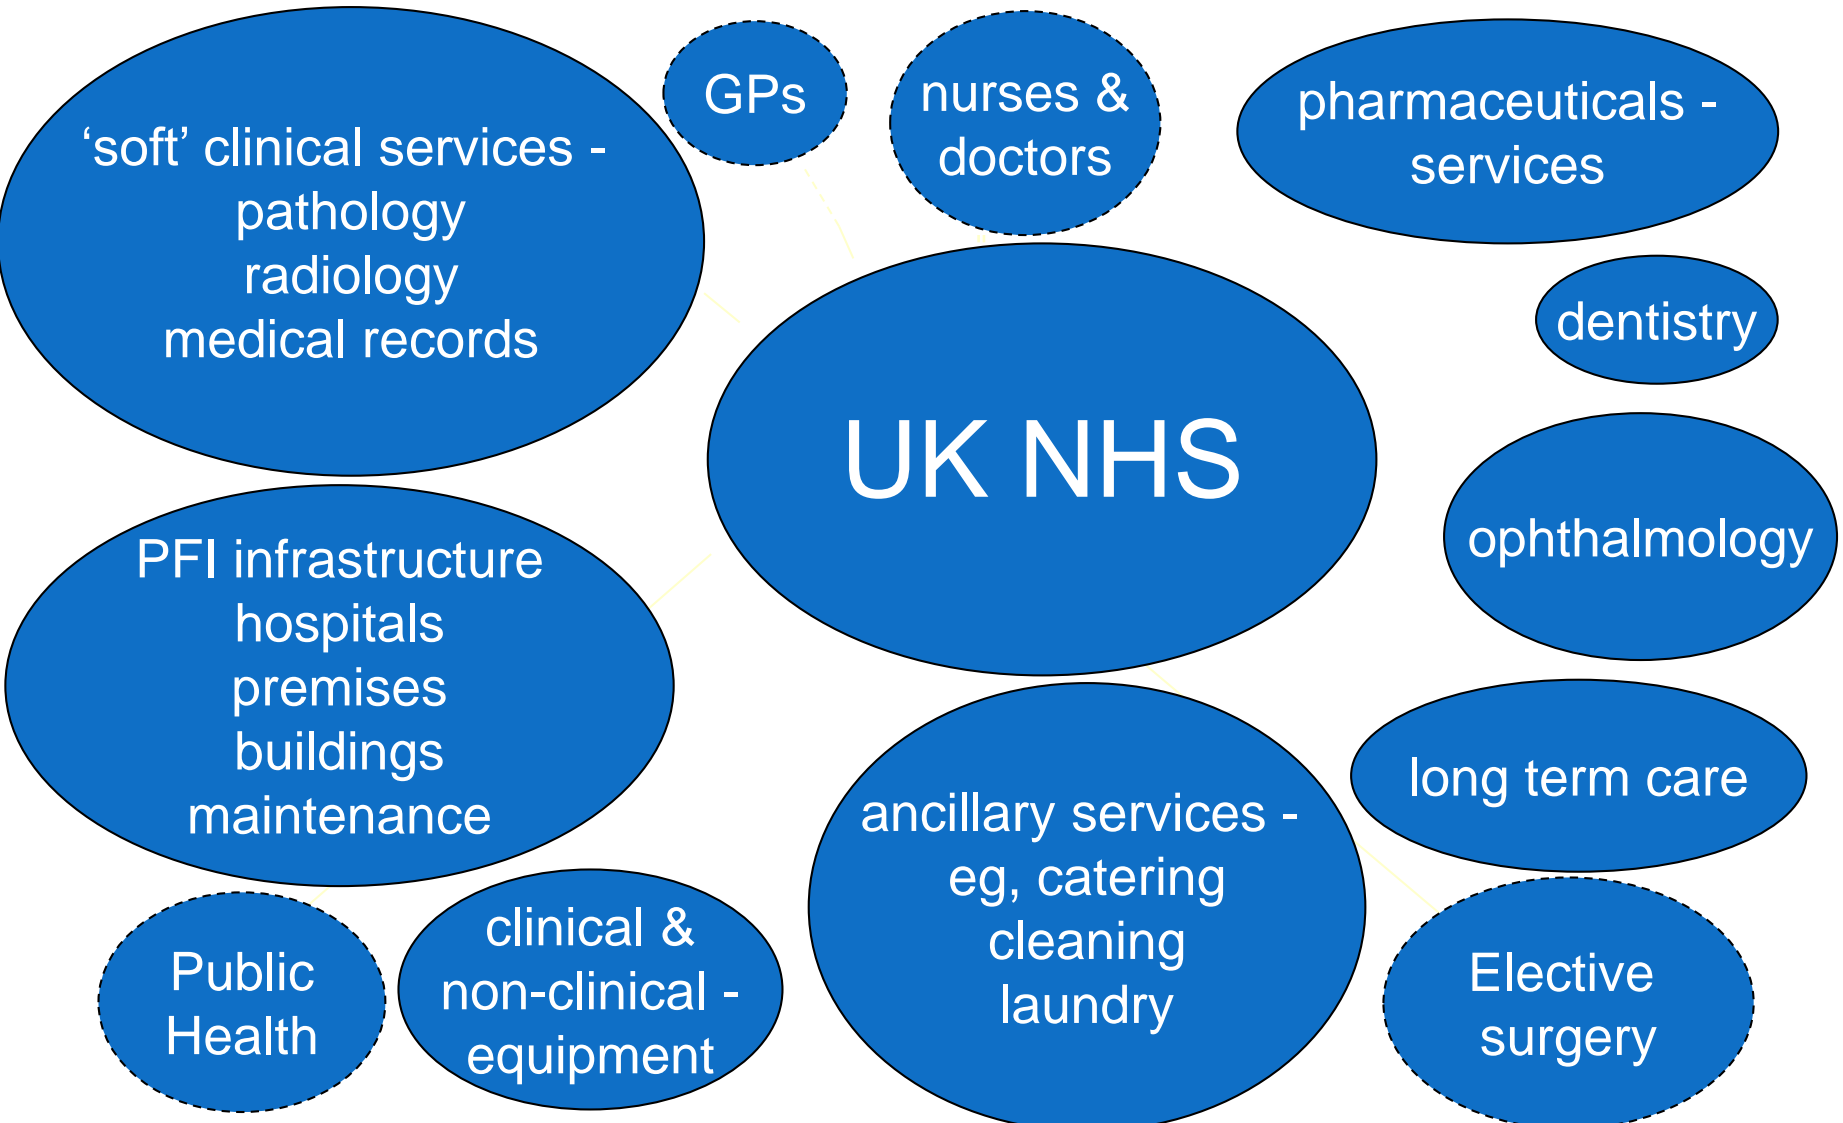 ‘soft’ clinical services -
pathology
radiology
medical records
GPs
nurses &
doctors
pharmaceuticals -
services
dentistry
UK NHS
ophthalmology
PFI infrastructure
hospitals
premises
buildings
maintenance
long term care
ancillary services -
eg, catering
cleaning
laundry
Public
Health
clinical &
non-clinical -
equipment
Elective
surgery